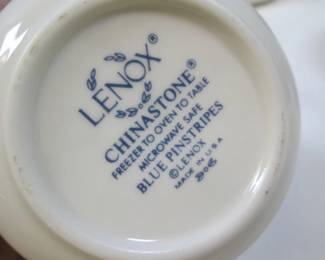 LENOX®
CHINASTONE®
FREEZER TO OVEN TO TABLE
MICROWAVE SAFE
BLUE PINSTRIPES
©LENOX
MADE IN U.S.A